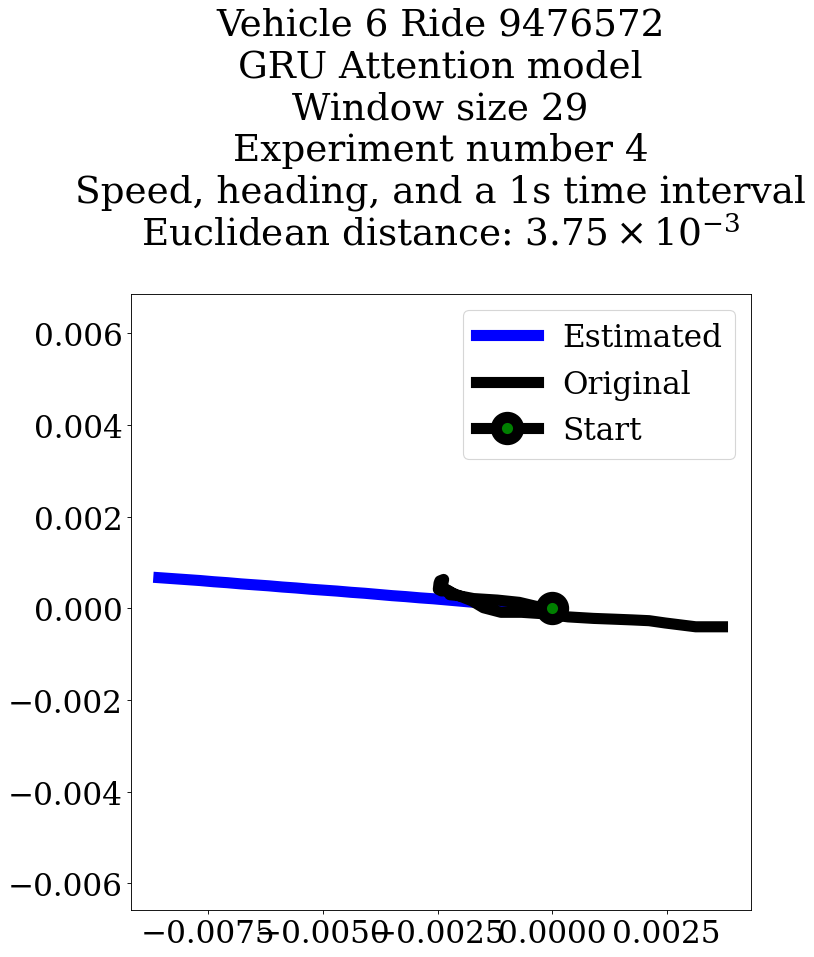 Vehicle 6 Ride 9476572
GRU Attention model
Window size 29
Experiment number 4
Speed, heading, and a 1s time interval
Euclidean distance: 3.75 × 10⁻³
Estimated
Original
Start
0.006
0.004
0.002
0.000
−0.002
−0.004
−0.006
−0.0075 −0.0050 −0.0025 0.0000 0.0025